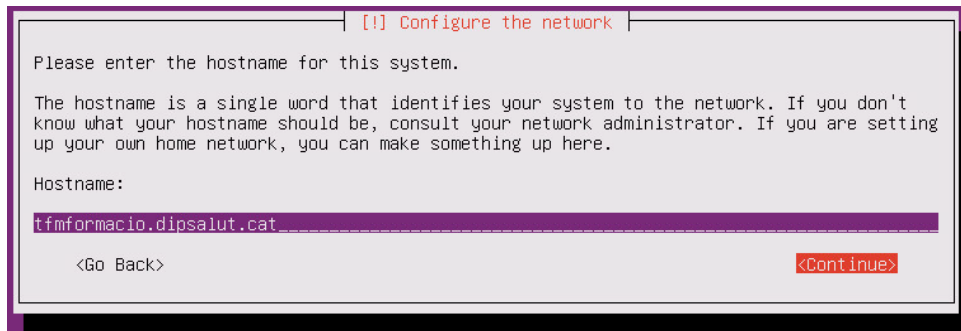 [!] Configure the network
Please enter the hostname for this system.
The hostname is a single word that identifies your system to the network. If you don't
know what your hostname should be, consult your network administrator. If you are setting
up your own home network, you can make something up here.
Hostname:
tfmformacio.dipsalut.cat
<Go Back> <Continue>